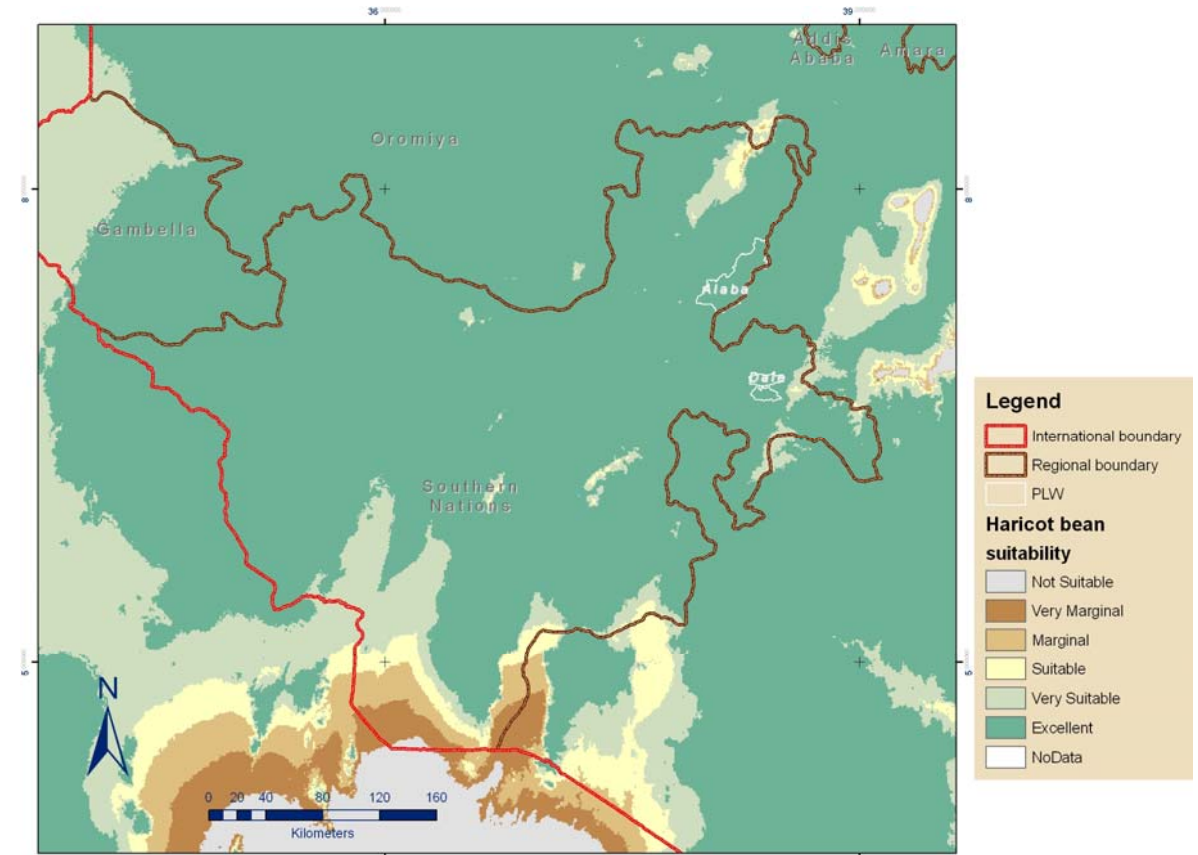 36
39
Addis
Ababa
Amara
Oromiya
8
8
Gambella
Alaba
Dale
Southern
Nations
5
5
N
0 20 40 80 120 160
Kilometers
Legend
International boundary
Regional boundary
PLW
Haricot bean
suitability
Not Suitable
Very Marginal
Marginal
Suitable
Very Suitable
Excellent
NoData